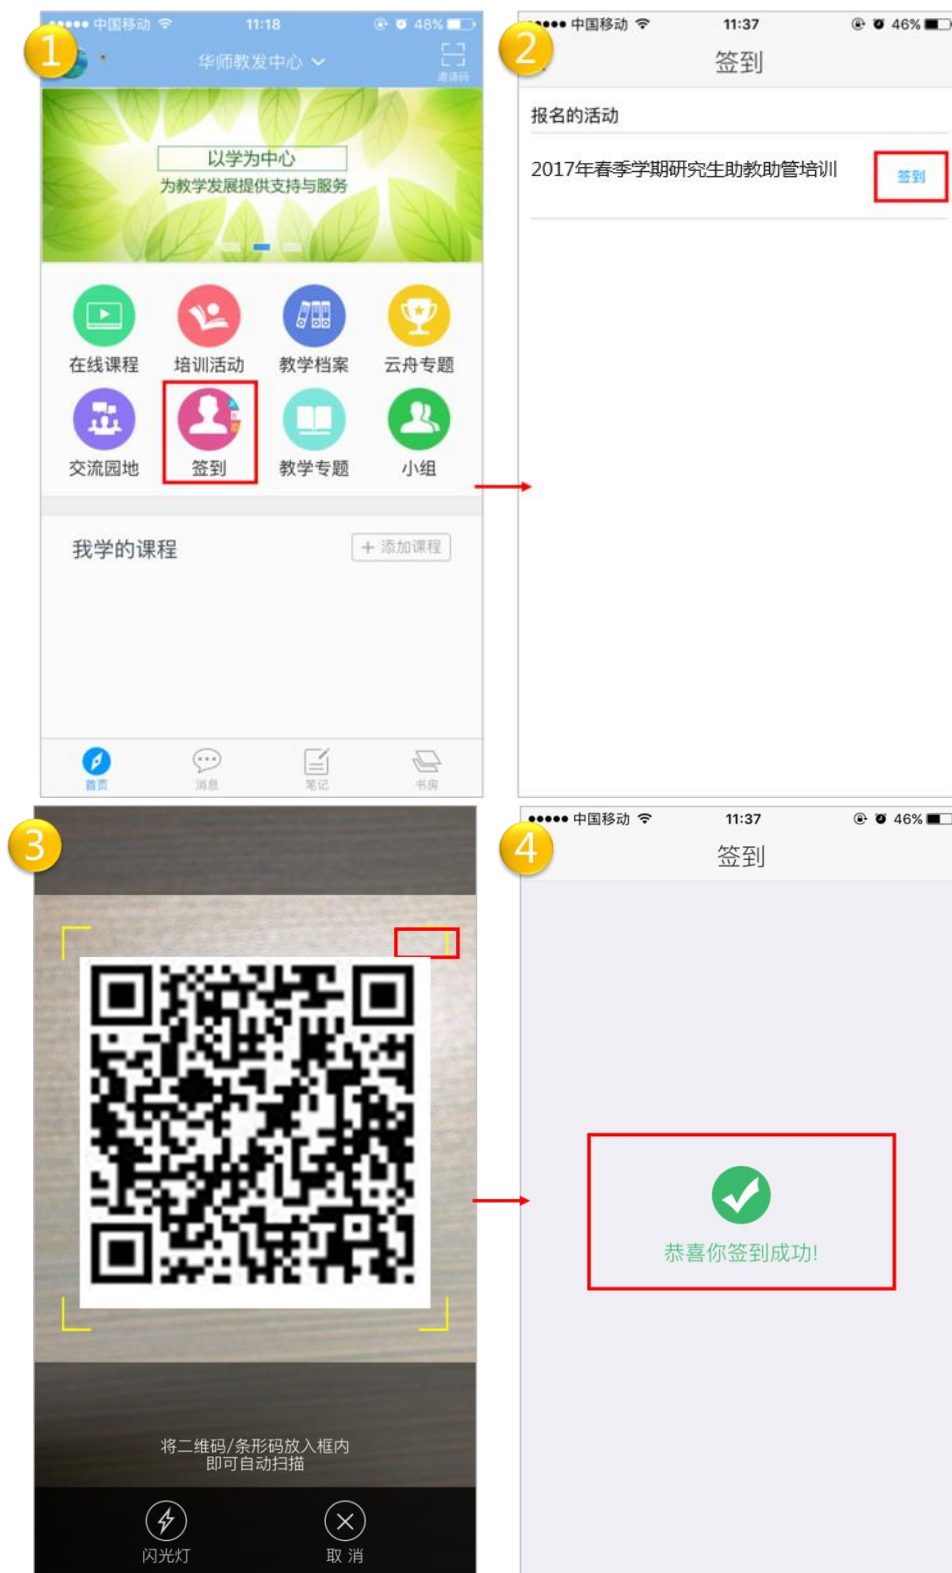 1
中国移动 11:18 48%
华师教发中心
邀请码
以学为中心
为教学发展提供支持与服务
在线课程 培训活动 教学档案 云舟专题
交流园地 签到 教学专题 小组
我学的课程 + 添加课程
首页 消息 笔记 书房
2
中国移动 11:37 46%
签到
报名的活动
2017年春季学期研究生助教助管培训 签到
3
将二维码/条形码放入框内
即可自动扫描
闪光灯 取消
4
中国移动 11:37 46%
签到
恭喜你签到成功!